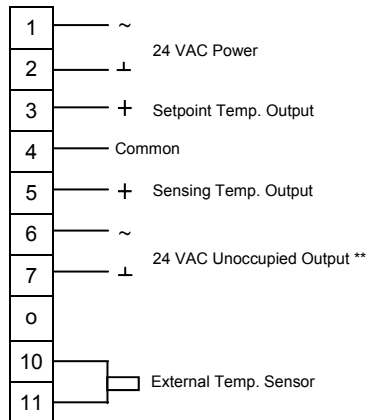 1 ~
24 VAC Power
2 ⊥
3 + Setpoint Temp. Output
4 Common
5 + Sensing Temp. Output
6 ~
24 VAC Unoccupied Output **
7 ⊥
o
10
External Temp. Sensor
11